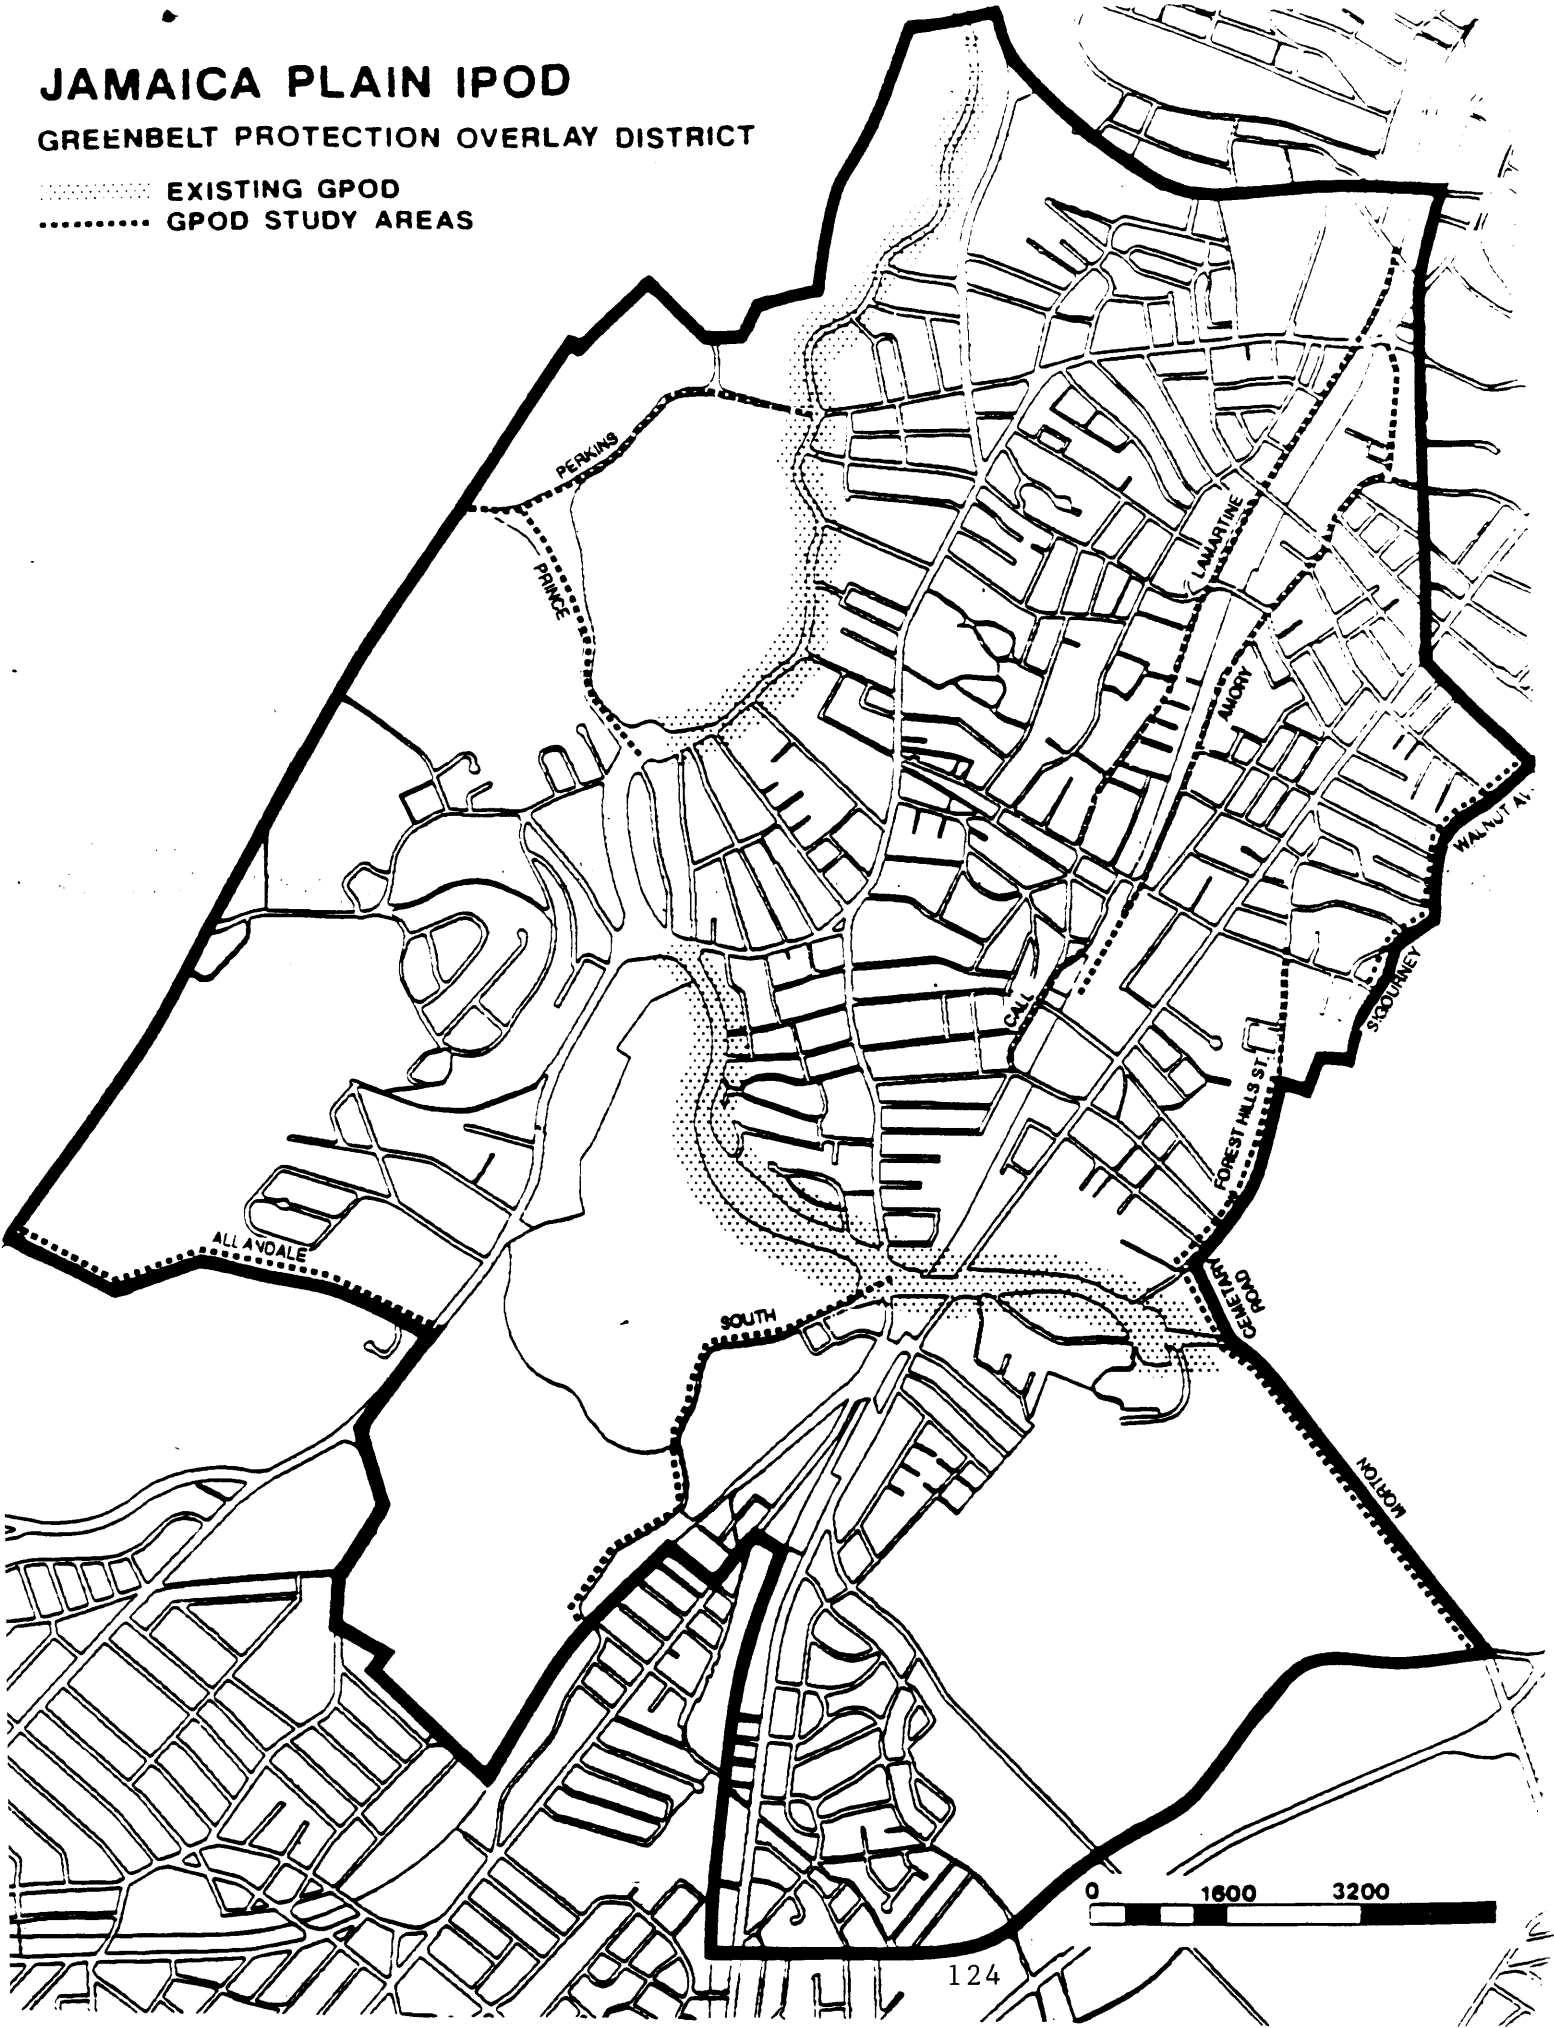 JAMAICA PLAIN IPOD
GREENBELT PROTECTION OVERLAY DISTRICT
EXISTING GPOD
GPOD STUDY AREAS
PERKINS
PRINCE
LAMARTINE
AMORY
WALNUT AV.
SIGOURNEY
CALL
FOREST HILLS ST.
ALLANDALE
SOUTH
CEMETARY
ROAD
MORTON
0 1600 3200
124